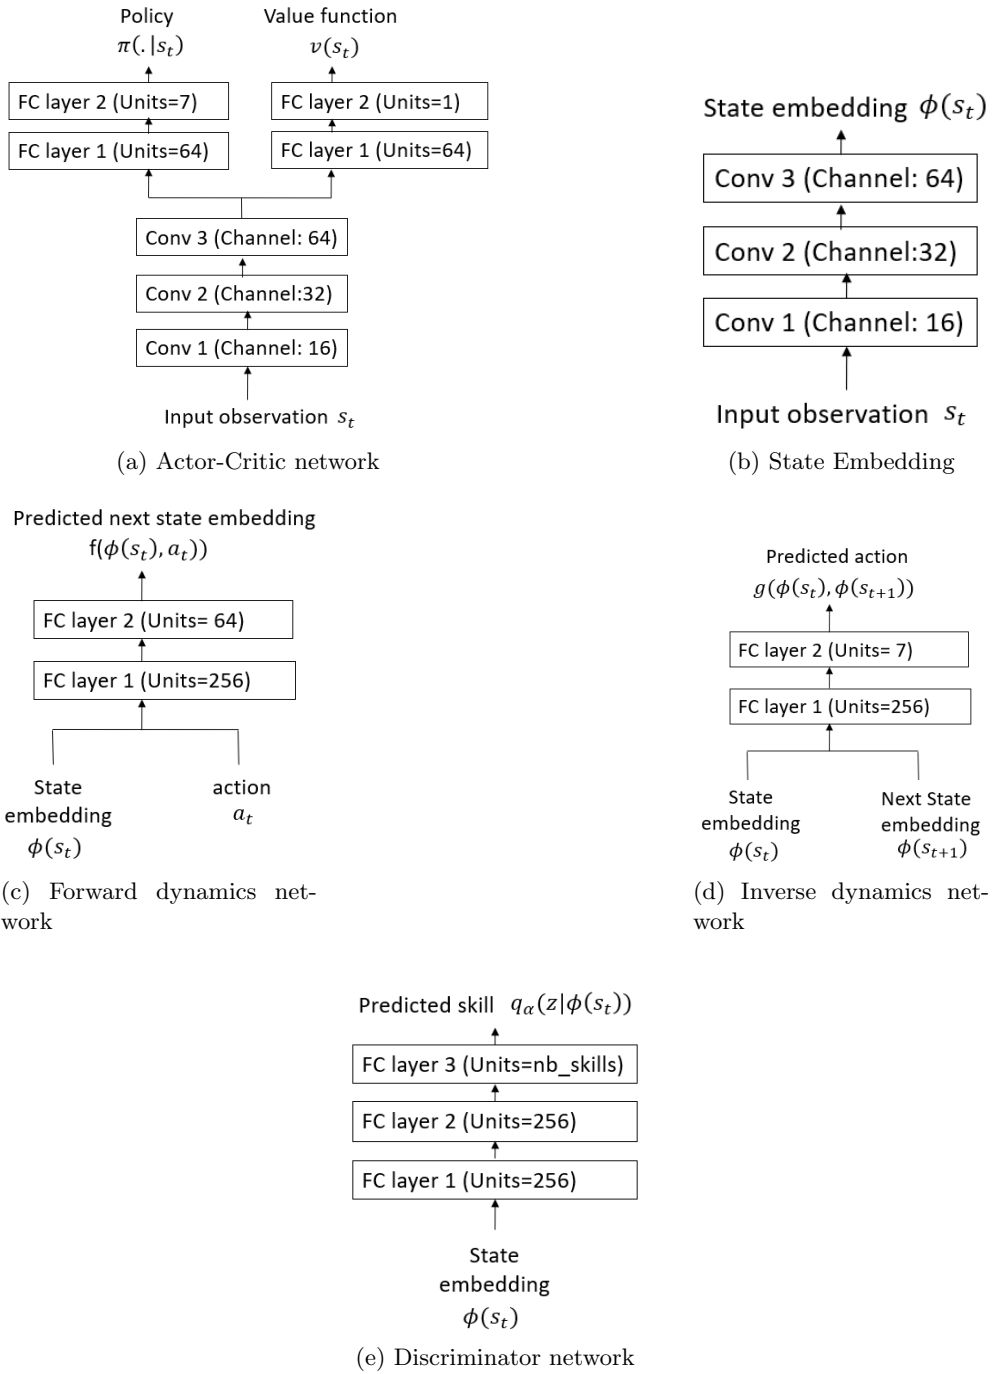 Policy
π(.|s_t)
Value function
v(s_t)
FC layer 2 (Units=7)
FC layer 1 (Units=64)
FC layer 2 (Units=1)
FC layer 1 (Units=64)
Conv 3 (Channel: 64)
Conv 2 (Channel:32)
Conv 1 (Channel: 16)
Input observation s_t
(a) Actor-Critic network
State embedding ϕ(s_t)
Conv 3 (Channel: 64)
Conv 2 (Channel:32)
Conv 1 (Channel: 16)
Input observation s_t
(b) State Embedding
Predicted next state embedding
f(ϕ(s_t), a_t))
FC layer 2 (Units= 64)
FC layer 1 (Units=256)
State
embedding
ϕ(s_t)
action
a_t
(c) Forward dynamics net-
work
Predicted action
g(ϕ(s_t), ϕ(s_{t+1}))
FC layer 2 (Units= 7)
FC layer 1 (Units=256)
State
embedding
ϕ(s_t)
Next State
embedding
ϕ(s_{t+1})
(d) Inverse dynamics net-
work
Predicted skill q_α(z|ϕ(s_t))
FC layer 3 (Units=nb_skills)
FC layer 2 (Units=256)
FC layer 1 (Units=256)
State
embedding
ϕ(s_t)
(e) Discriminator network